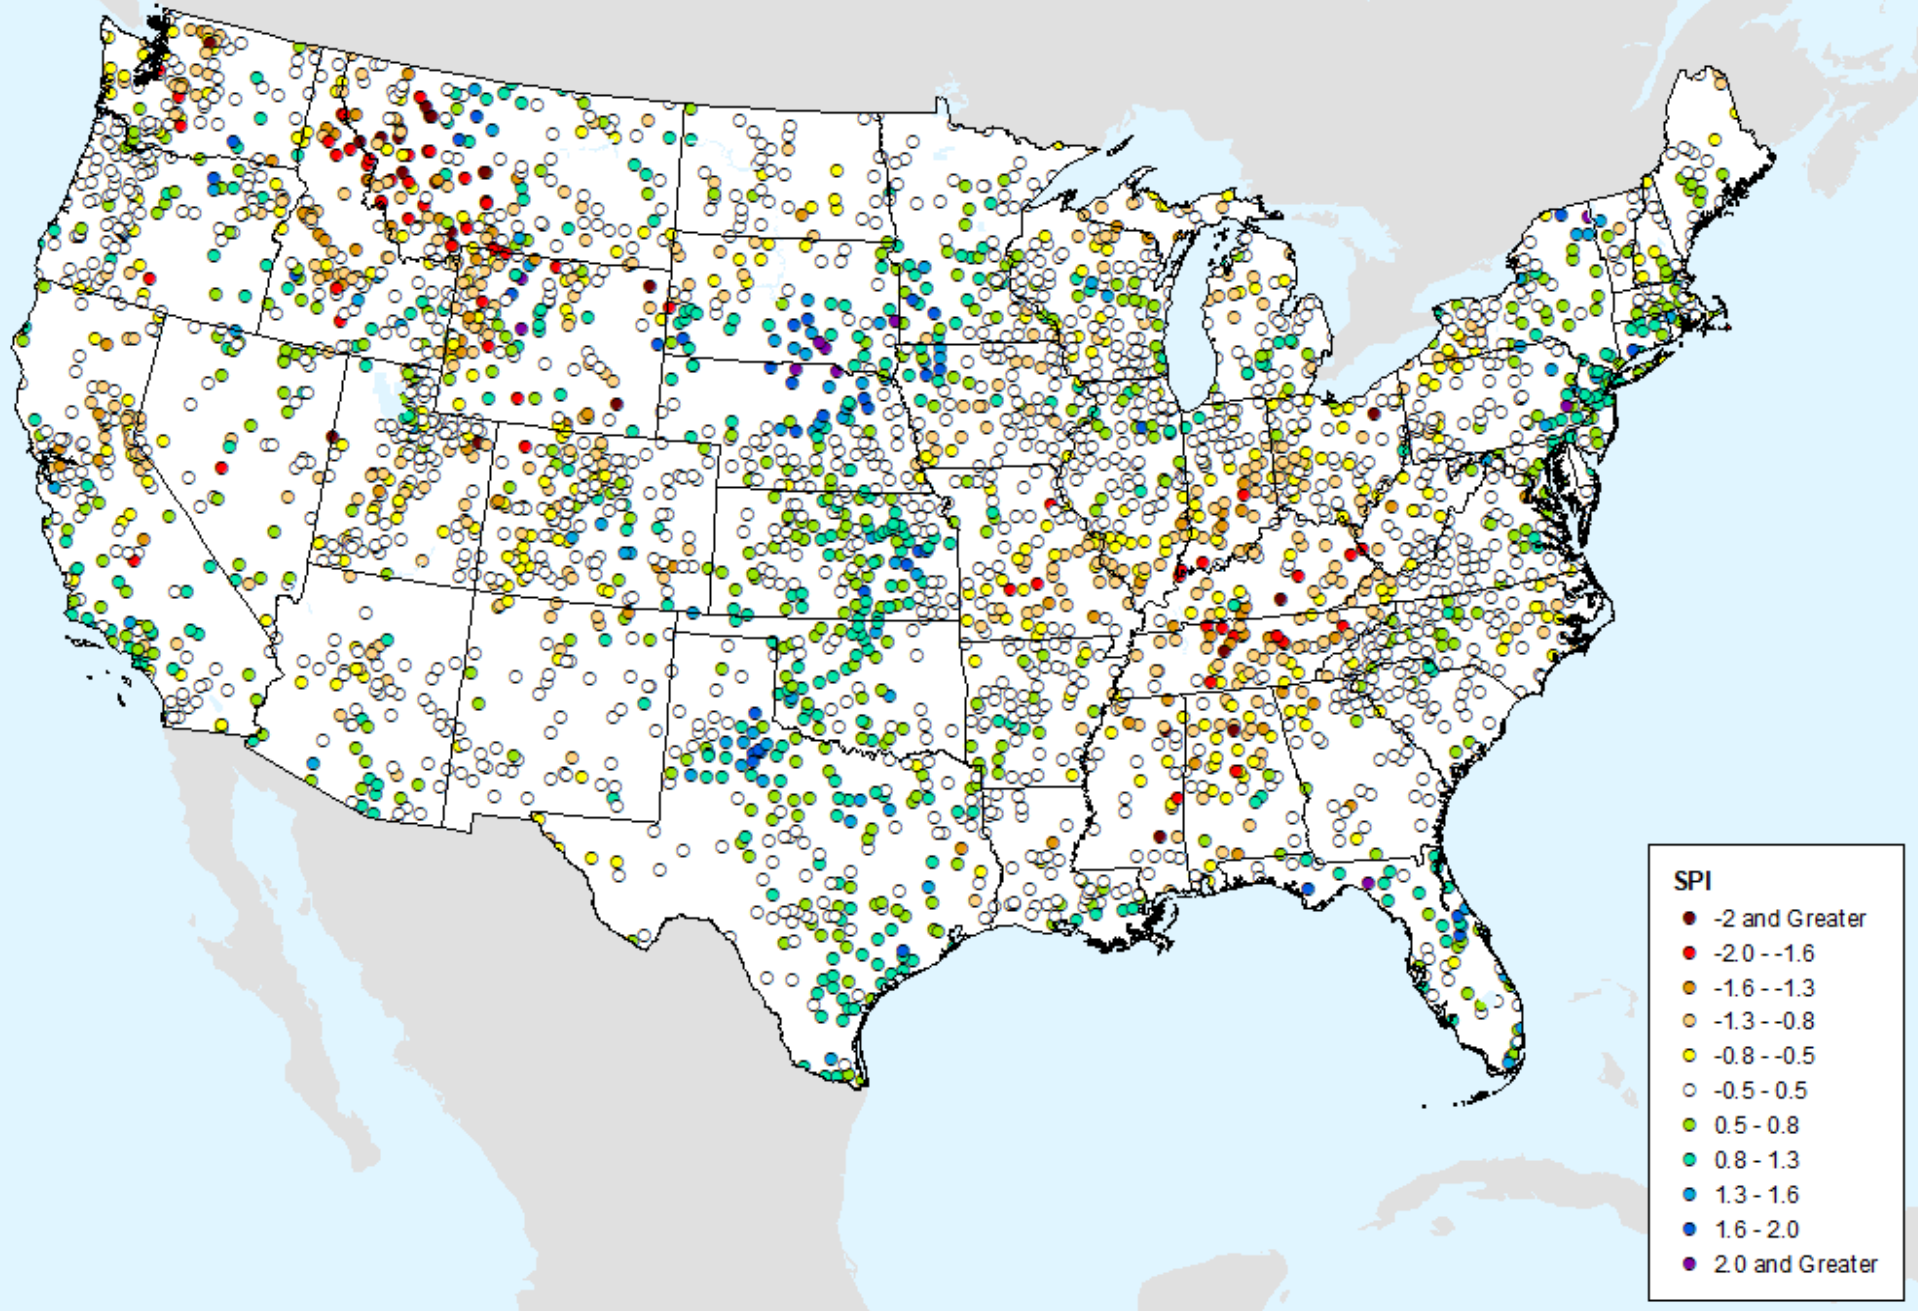 SPI
-2 and Greater
-2.0 - -1.6
-1.6 - -1.3
-1.3 - -0.8
-0.8 - -0.5
-0.5 - 0.5
0.5 - 0.8
0.8 - 1.3
1.3 - 1.6
1.6 - 2.0
2.0 and Greater